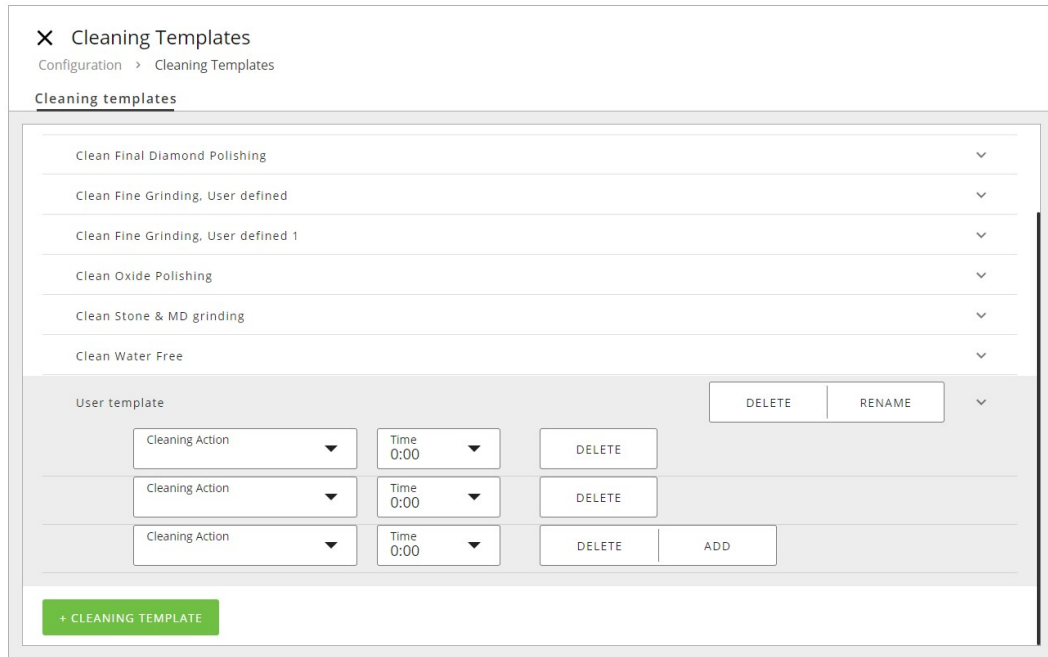 Cleaning Templates
Configuration > Cleaning Templates
Cleaning templates
Clean Final Diamond Polishing
Clean Fine Grinding, User defined
Clean Fine Grinding, User defined 1
Clean Oxide Polishing
Clean Stone & MD grinding
Clean Water Free
User template DELETE RENAME
Cleaning Action Time
0:00 DELETE
Cleaning Action Time
0:00 DELETE
Cleaning Action Time
0:00 DELETE ADD
+ CLEANING TEMPLATE